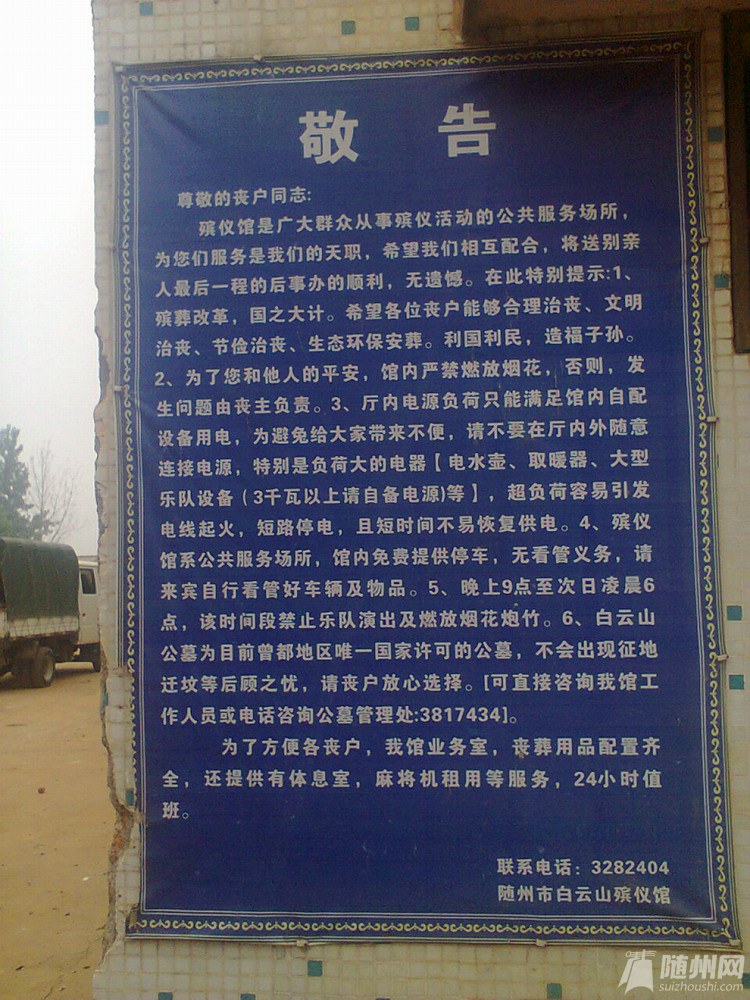 敬 告
尊敬的丧户同志:
殡仪馆是广大群众从事殡仪活动的公共服务场所，
为您们服务是我们的天职，希望我们相互配合，将送别亲
人最后一程的后事办的顺利，无遗憾。在此特别提示:1、
殡葬改革，国之大计。希望各位丧户能够合理治丧、文明
治丧、节俭治丧、生态环保安葬。利国利民，造福子孙。
2、为了您和他人的平安，馆内严禁燃放烟花，否则，发
生问题由丧主负责。3、厅内电源负荷只能满足馆内自配
设备用电，为避免给大家带来不便，请不要在厅内外随意
连接电源，特别是负荷大的电器【电水壶、取暖器、大型
乐队设备（3千瓦以上请自备电源)等】，超负荷容易引发
电线起火，短路停电，且短时间不易恢复供电。4、殡仪
馆系公共服务场所，馆内免费提供停车，无看管义务，请
来宾自行看管好车辆及物品。5、晚上9点至次日凌晨6
点，该时间段禁止乐队演出及燃放烟花炮竹。6、白云山
公墓为目前曾都地区唯一国家许可的公墓，不会出现征地
迁坟等后顾之忧，请丧户放心选择。[可直接咨询我馆工
作人员或电话咨询公墓管理处:3817434]。
为了方便各丧户，我馆业务室，丧葬用品配置齐
全，还提供有体息室，麻将机租用等服务，24小时值
班。
联系电话：3282404
随州市白云山殡仪馆
随州网
suizhoushi.com